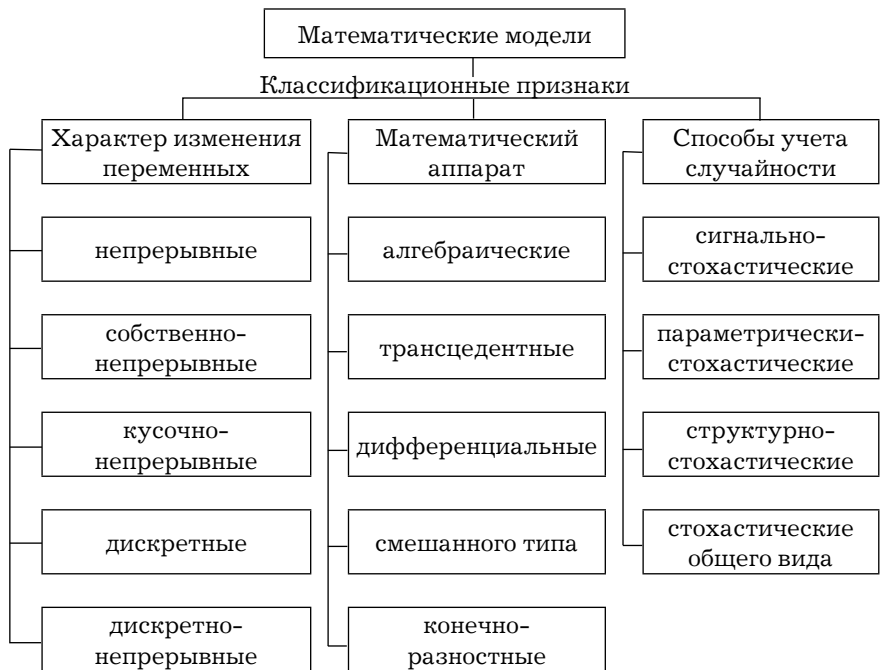 Математические модели
Классификационные признаки
Характер изменения
переменных
непрерывные
собственно-
непрерывные
кусочно-
непрерывные
дискретные
дискретно-
непрерывные
Математический
аппарат
алгебраические
трансцедентные
дифференциальные
смешанного типа
конечно-
разностные
Способы учета
случайности
сигнально-
стохастические
параметрически-
стохастические
структурно-
стохастические
стохастические
общего вида